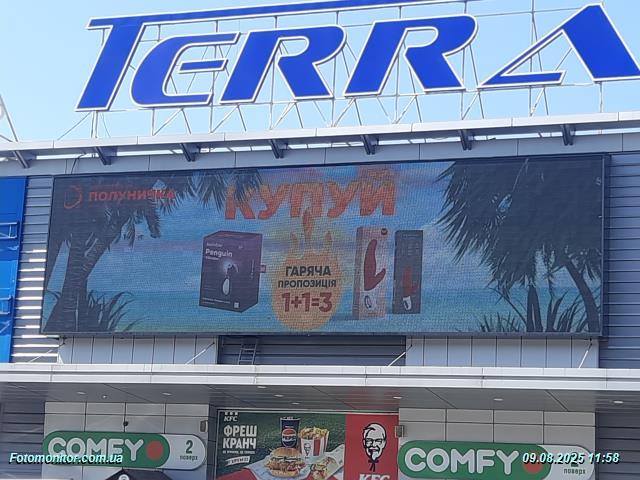 TERRA
ПОЛУНИЧКА
КУПУЙ
Penguin
ГАРЯЧА
ПРОПОЗИЦІЯ
1+1=3
KFC
ФРЕШ
КРАНЧ
COMFY
2
поверх
KFC
COMFY
2
поверх
Fotomonitor.com.ua
09.08.2025 11:58